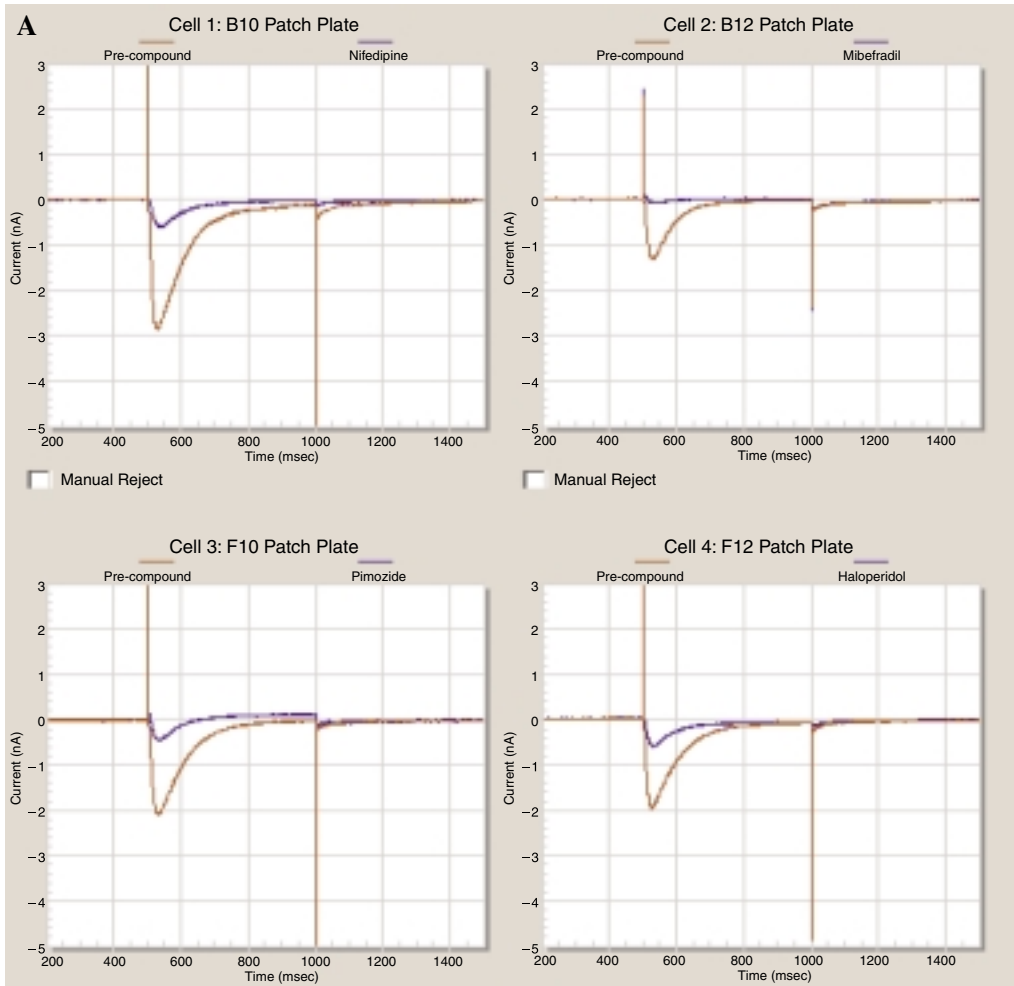 A
Cell 1: B10 Patch Plate
Pre-compound Nifedipine
3
2
1
0
−1
−2
−3
−4
−5
Current (nA)
200 400 600 800 1000 1200 1400
Time (msec)
Manual Reject
Cell 2: B12 Patch Plate
Pre-compound Mibefradil
3
2
1
0
−1
−2
−3
−4
−5
Current (nA)
200 400 600 800 1000 1200 1400
Time (msec)
Manual Reject
Cell 3: F10 Patch Plate
Pre-compound Pimozide
3
2
1
0
−1
−2
−3
−4
−5
Current (nA)
200 400 600 800 1000 1200 1400
Time (msec)
Cell 4: F12 Patch Plate
Pre-compound Haloperidol
3
2
1
0
−1
−2
−3
−4
−5
Current (nA)
200 400 600 800 1000 1200 1400
Time (msec)